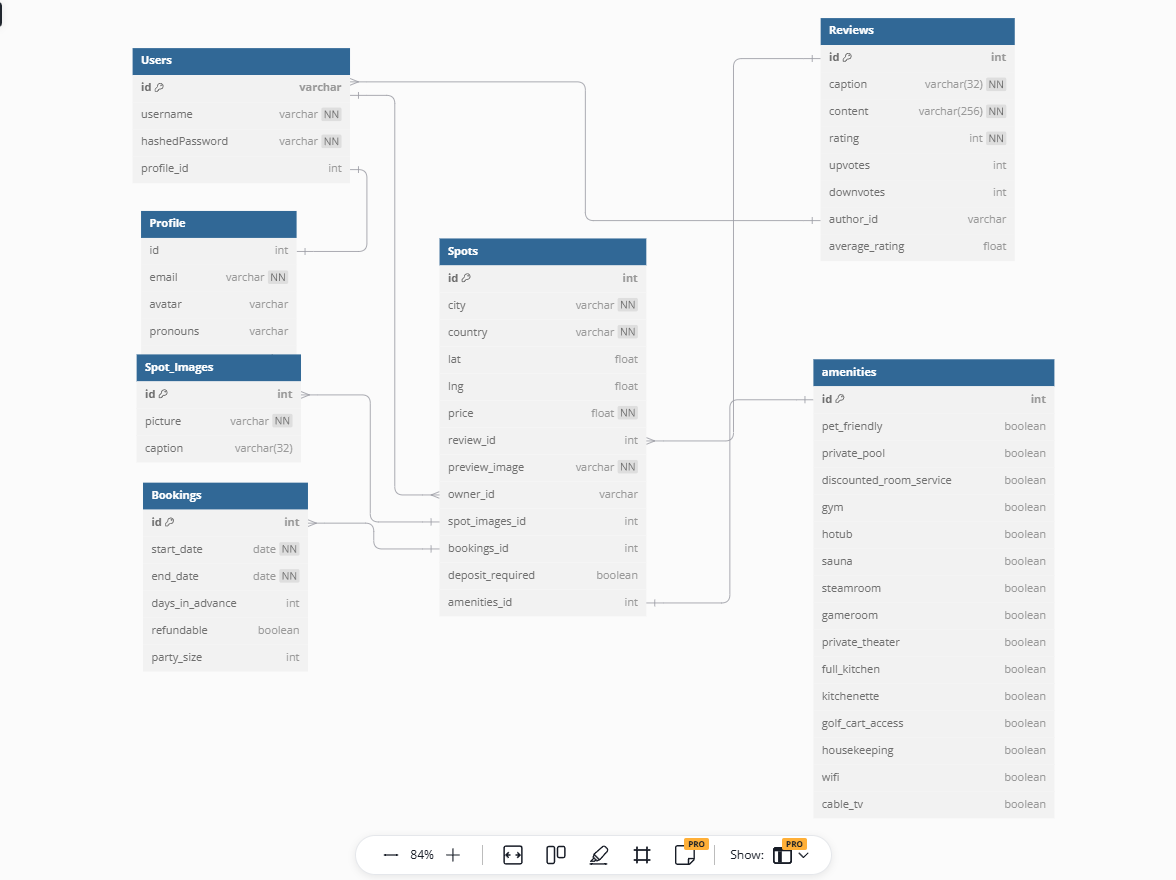 Users
id varchar
username varchar NN
hashedPassword varchar NN
profile_id int
Profile
id int
email varchar NN
avatar varchar
pronouns varchar
Spot_Images
id int
picture varchar NN
caption varchar(32)
Bookings
id int
start_date date NN
end_date date NN
days_in_advance int
refundable boolean
party_size int
Spots
id int
city varchar NN
country varchar NN
lat float
lng float
price float NN
review_id int
preview_image varchar NN
owner_id varchar
spot_images_id int
bookings_id int
deposit_required boolean
amenities_id int
Reviews
id int
caption varchar(32) NN
content varchar(256) NN
rating int NN
upvotes int
downvotes int
author_id varchar
average_rating float
amenities
id int
pet_friendly boolean
private_pool boolean
discounted_room_service boolean
gym boolean
hotub boolean
sauna boolean
steamroom boolean
gameroom boolean
private_theater boolean
full_kitchen boolean
kitchenette boolean
golf_cart_access boolean
housekeeping boolean
wifi boolean
cable_tv boolean
84% PRO Show: PRO